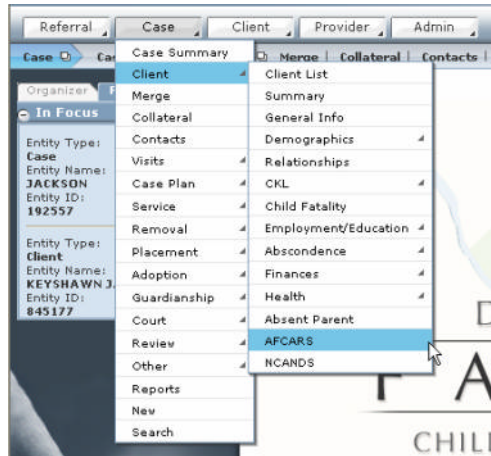 Referral Case Client Provider Admin
Case Merge Collateral Contacts
Organizer
In Focus
Entity Type:
Case
Entity Name:
JACKSON
Entity ID:
192557
Entity Type:
Client
Entity Name:
KEYSHAWN J.
Entity ID:
845177
Case Summary
Client
Merge
Collateral
Contacts
Visits
Case Plan
Service
Removal
Placement
Adoption
Guardianship
Court
Review
Other
Reports
New
Search
Client List
Summary
General Info
Demographics
Relationships
CKL
Child Fatality
Employment/Education
Abscondence
Finances
Health
Absent Parent
AFCARS
NCANDS
CHIL